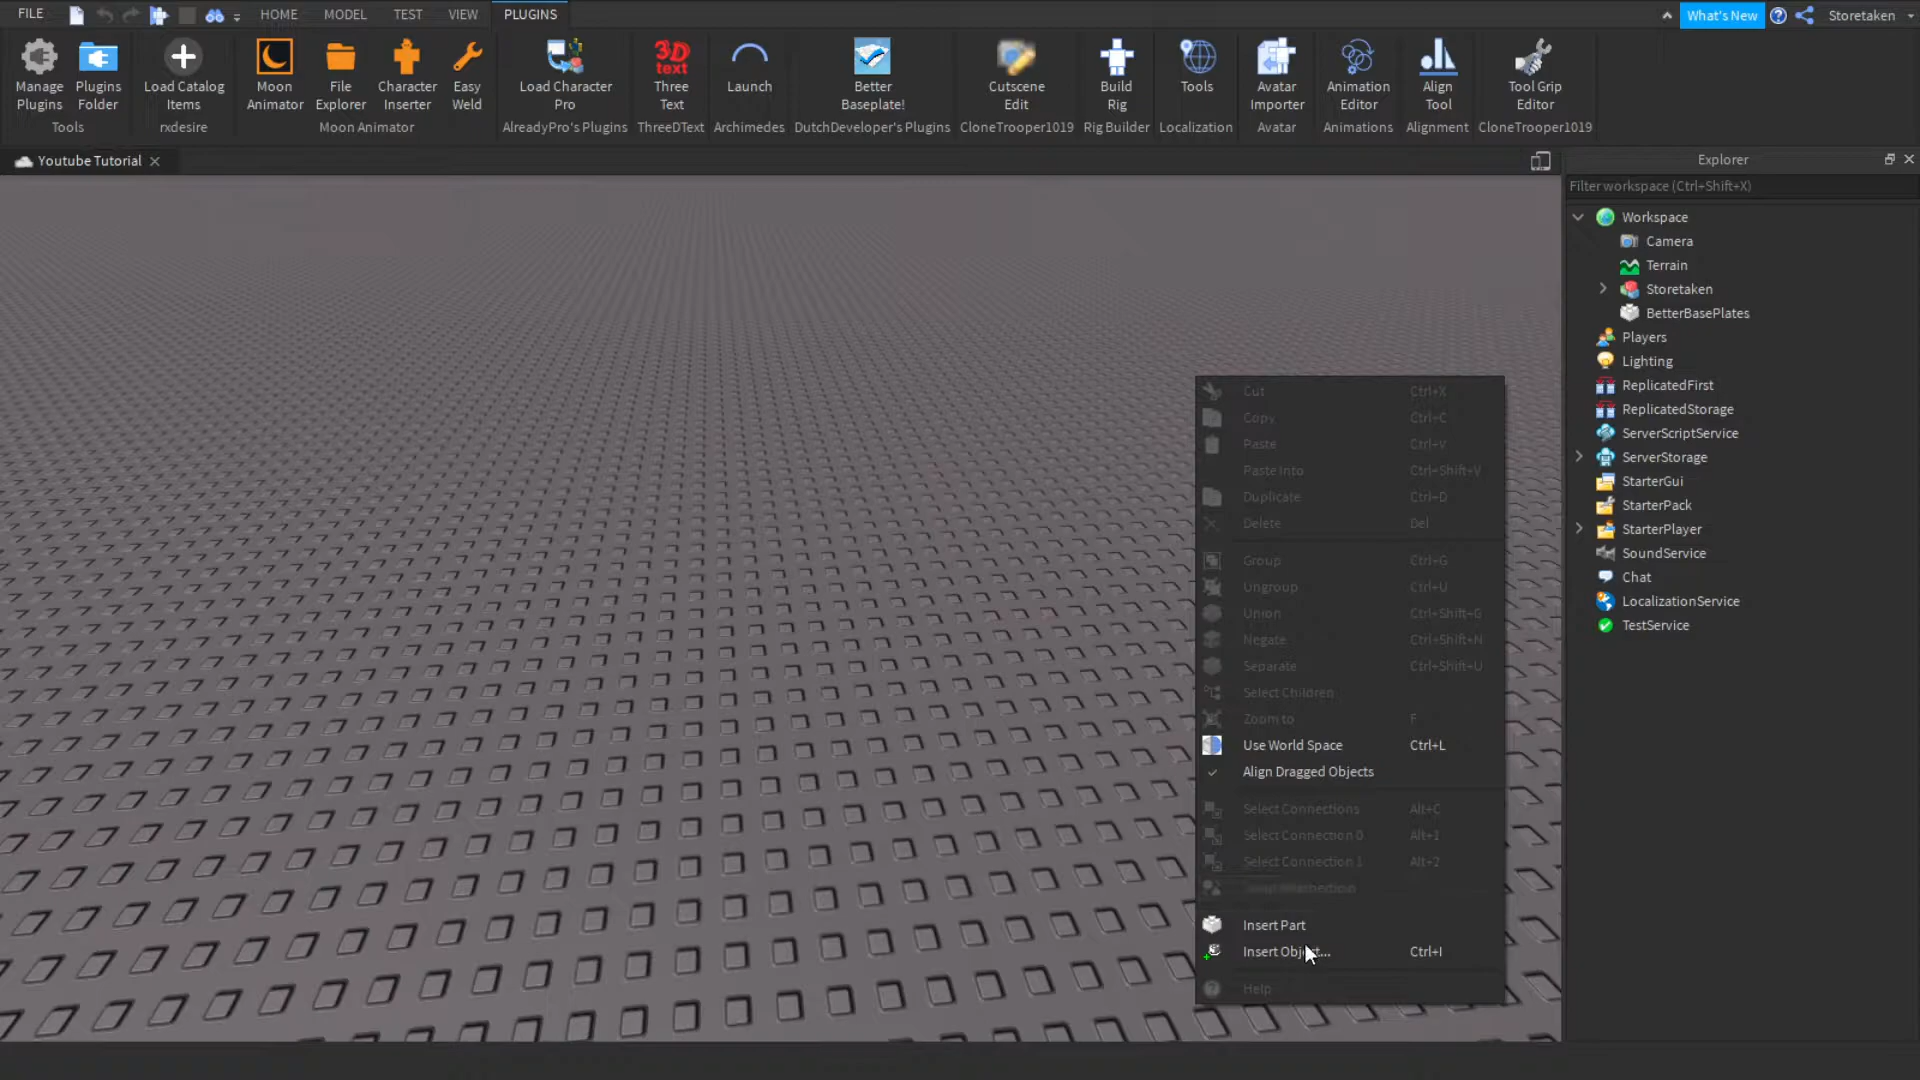 FILE HOME MODEL TEST VIEW PLUGINS What's New Storetaken
Manage Plugins
Plugins Folder
Tools
Load Catalog Items
rxdesire
Moon Animator
File Explorer
Character Inserter
Easy Weld
Moon Animator
Load Character Pro
AlreadyPro's Plugins
3D text
Three Text
ThreeDText
Launch
Archimedes
Better Baseplate!
DutchDeveloper's Plugins
Cutscene Edit
CloneTrooper1019
Build Rig
Rig Builder
Tools
Localization
Avatar Importer
Avatar
Animation Editor
Animations
Align Tool
Alignment
Tool Grip Editor
CloneTrooper1019
Youtube Tutorial
Explorer
Filter workspace (Ctrl+Shift+X)
Workspace
Camera
Terrain
Storetaken
BetterBasePlates
Players
Lighting
ReplicatedFirst
ReplicatedStorage
ServerScriptService
ServerStorage
StarterGui
StarterPack
StarterPlayer
SoundService
Chat
LocalizationService
TestService
Cut Ctrl+X
Copy Ctrl+C
Paste Ctrl+V
Paste Into Ctrl+Shift+V
Duplicate Ctrl+D
Delete Del
Group Ctrl+G
Ungroup Ctrl+U
Union Ctrl+Shift+G
Negate Ctrl+Shift+N
Separate Ctrl+Shift+U
Select Children
Zoom to F
Use World Space Ctrl+L
Align Dragged Objects
Select Connections Alt+C
Select Connection 0 Alt+1
Select Connection 1 Alt+2
Insert Part
Insert Object... Ctrl+I
Help